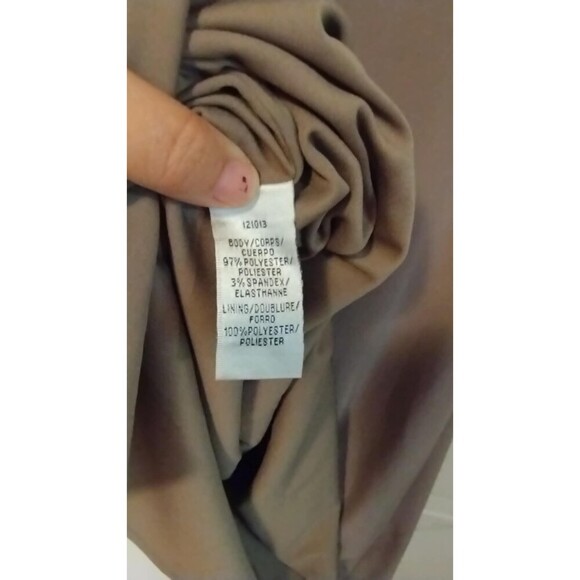 121013
BODY/CORPS/
CUERPO
97%POLYESTER/
POLIESTER
3%SPANDEX/
ELASTHANNE
LINING/DOUBLURE/
FORRO
100%POLYESTER/
POLIESTER